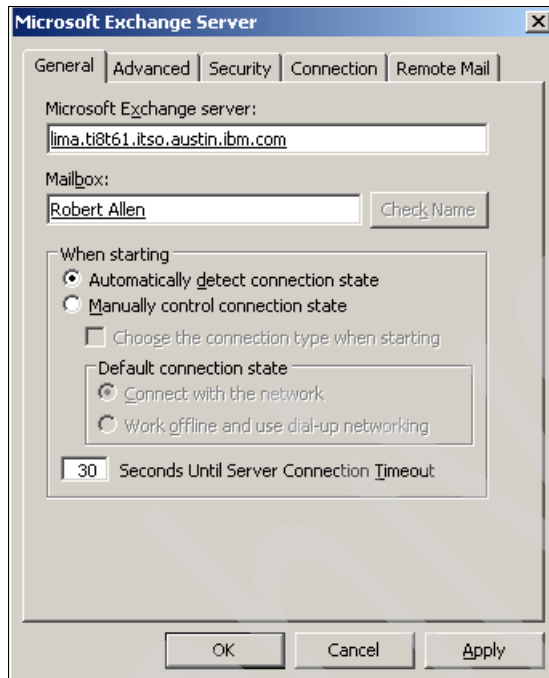 Microsoft Exchange Server
General Advanced Security Connection Remote Mail
Microsoft Exchange server:
lima.ti8t61.itso.austin.ibm.com
Mailbox:
Robert Allen Check Name
When starting
Automatically detect connection state
Manually control connection state
Choose the connection type when starting
Default connection state
Connect with the network
Work offline and use dial-up networking
30 Seconds Until Server Connection Timeout
OK Cancel Apply